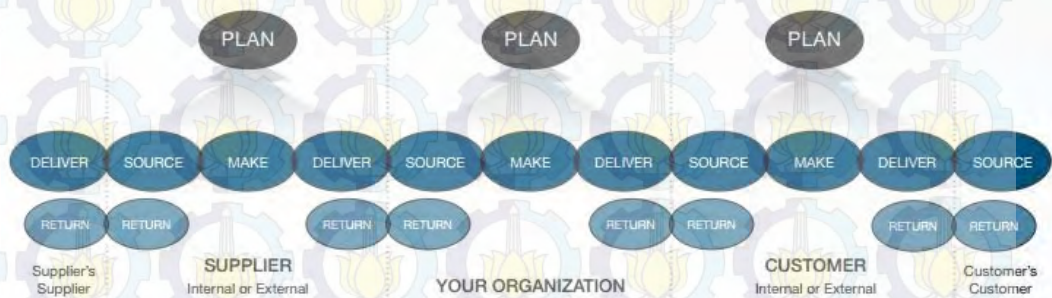 PLAN PLAN PLAN
DELIVER SOURCE MAKE DELIVER SOURCE MAKE DELIVER SOURCE MAKE DELIVER SOURCE
RETURN RETURN RETURN RETURN RETURN RETURN RETURN RETURN
Supplier's
Supplier
SUPPLIER
Internal or External
YOUR ORGANIZATION
CUSTOMER
Internal or External
Customer's
Customer